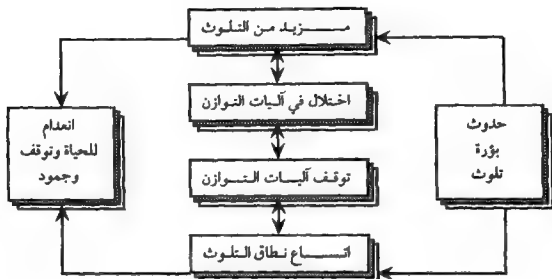 مزيد من التلوث
اختلال في آليات التوازن
توقف آليات التوازن
اتساع نطاق التلوث
حدوث
بؤرة
تلوث
انعدام
للحياة وتوقف
وجمود